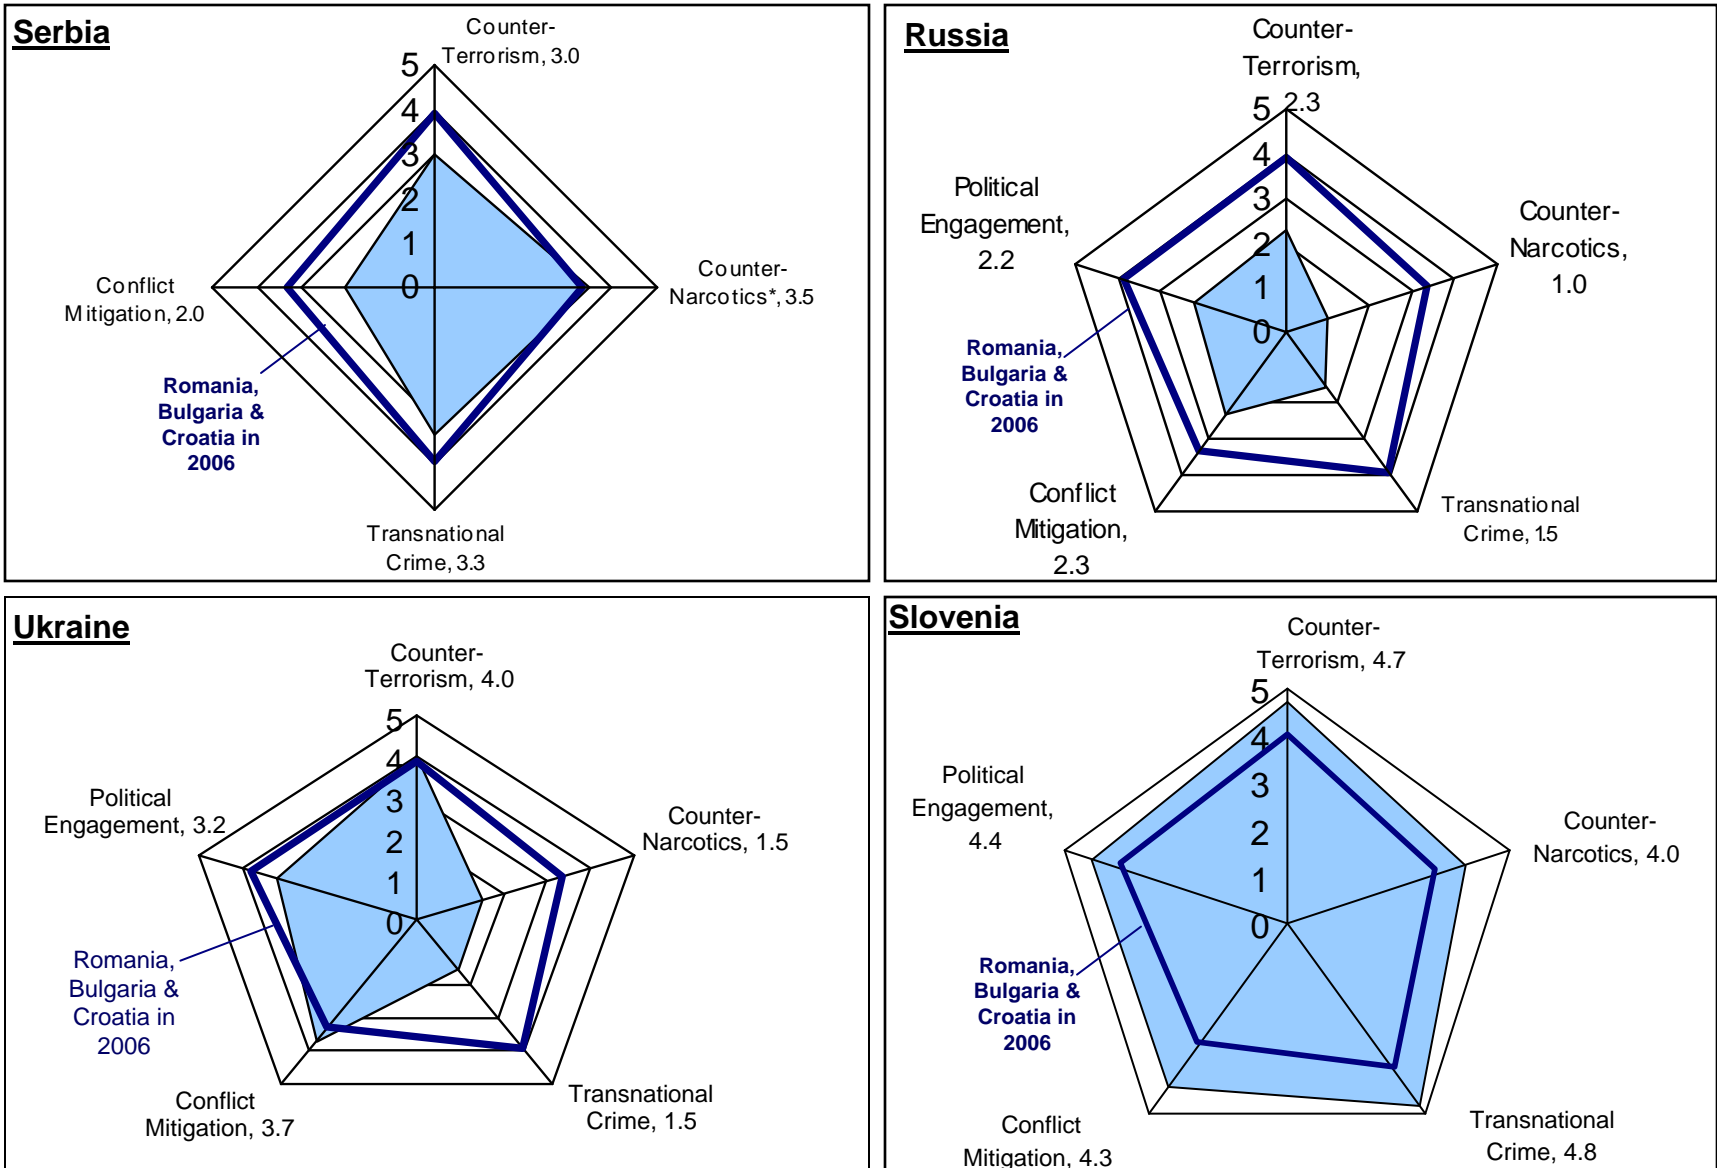 Serbia
Counter-
Terrorism, 3.0
5
4
3
2
1
0
Counter-
Narcotics*, 3.5
Conflict
Mitigation, 2.0
Romania,
Bulgaria &
Croatia in
2006
Transnational
Crime, 3.3
Russia
Counter-
Terrorism,
2.3
5
4
3
2
1
0
Political
Engagement,
2.2
Counter-
Narcotics,
1.0
Romania,
Bulgaria &
Croatia in
2006
Conflict
Mitigation,
2.3
Transnational
Crime, 1.5
Ukraine
Counter-
Terrorism, 4.0
5
4
3
2
1
0
Political
Engagement, 3.2
Counter-
Narcotics, 1.5
Romania,
Bulgaria &
Croatia in
2006
Conflict
Mitigation, 3.7
Transnational
Crime, 1.5
Slovenia
Counter-
Terrorism, 4.7
5
4
3
2
1
0
Political
Engagement,
4.4
Counter-
Narcotics, 4.0
Romania,
Bulgaria &
Croatia in
2006
Conflict
Mitigation, 4.3
Transnational
Crime, 4.8